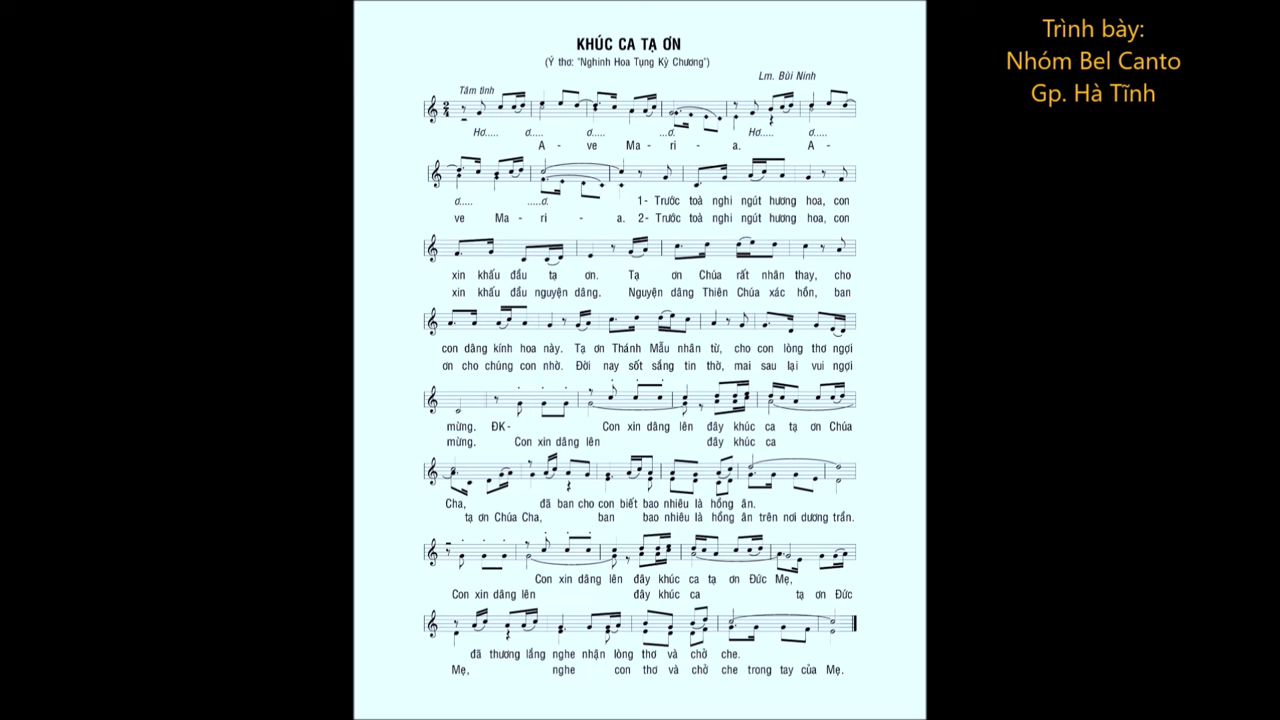 KHÚC CA TẠ ƠN
(Ý thơ: "Nghinh Hoa Tụng Kỳ Chương")
Lm. Bùi Ninh
Tâm tình
Hơ..... ơ..... ơ..... ...ơ. Hơ..... ơ.....
A - ve Ma - ri - a. A -
ơ..... .....ơ. 1- Trước toà nghi ngút hương hoa, con
ve Ma - ri - a. 2- Trước toà nghi ngút hương hoa, con
xin khấu đầu tạ ơn. Tạ ơn Chúa rất nhân thay, cho
xin khấu đầu nguyện dâng. Nguyện dâng Thiên Chúa xác hồn, ban
con dâng kính hoa này. Tạ ơn Thánh Mẫu nhân từ, cho con lòng thơ ngợi
ơn cho chúng con nhờ. Đời nay sốt sắng tin thờ, mai sau lại vui ngợi
mừng. ĐK- Con xin dâng lên đây khúc ca tạ ơn Chúa
mừng. Con xin dâng lên đây khúc ca
Cha, đã ban cho con biết bao nhiêu là hồng ân.
tạ ơn Chúa Cha, ban bao nhiêu là hồng ân trên nơi dương trần.
Con xin dâng lên đây khúc ca tạ ơn Đức Mẹ,
Con xin dâng lên đây khúc ca tạ ơn Đức
đã thương lắng nghe nhận lòng thơ và chở che.
Mẹ, nghe con thơ và chở che trong tay của Mẹ.
Trình bày:
Nhóm Bel Canto
Gp. Hà Tĩnh